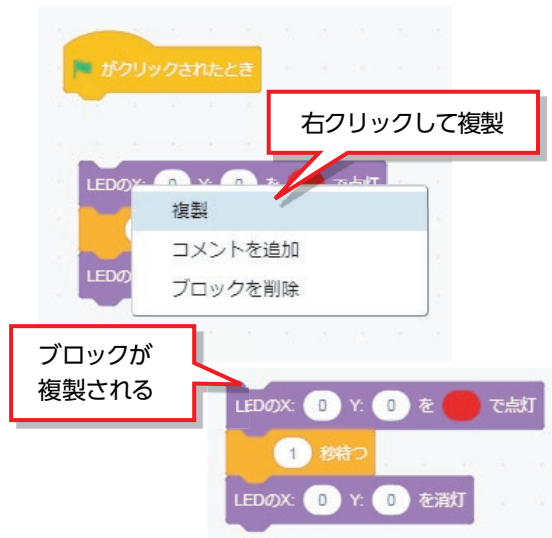 がクリックされたとき
右クリックして複製
LEDのX: 0 Y: 0 を で点灯
複製
コメントを追加
LEDの
ブロックを削除
ブロックが
複製される
LEDのX: 0 Y: 0 を で点灯
1 秒待つ
LEDのX: 0 Y: 0 を消灯